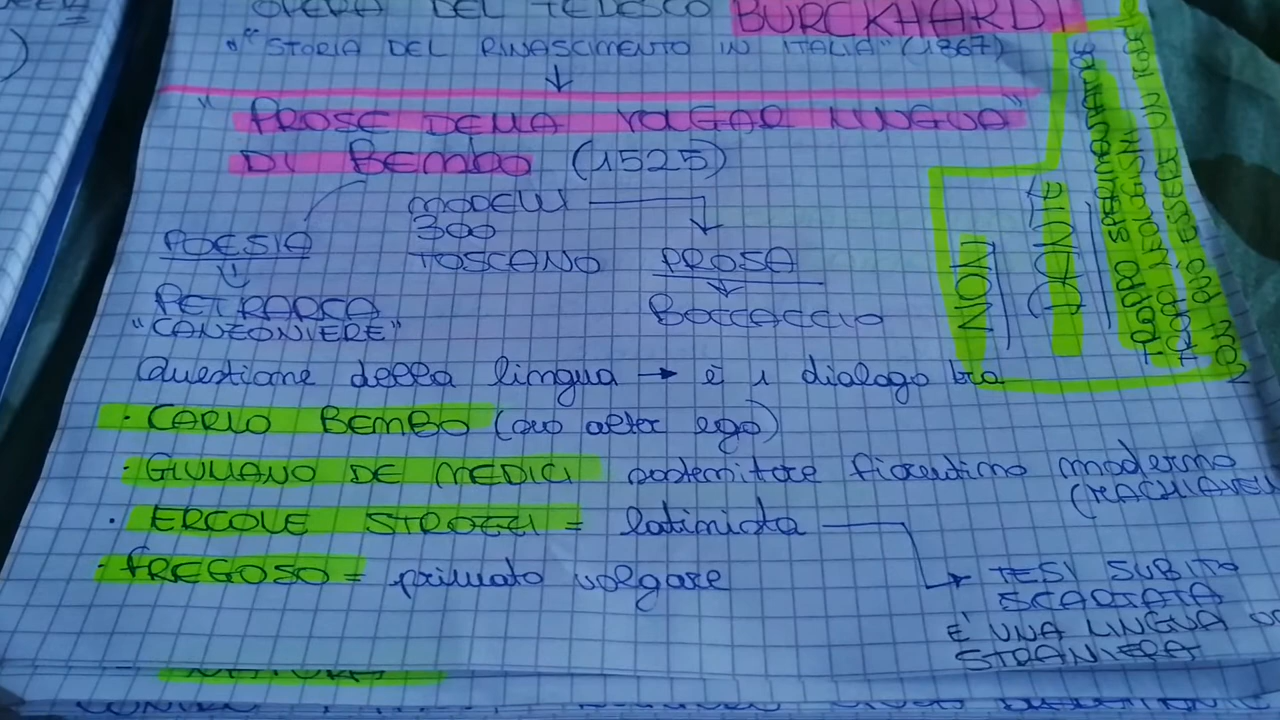 OPERA DEL TEDESCO BURCKHARDT
"STORIA DEL RINASCIMENTO IN ITALIA" (1867)
"PROSE DELLA VOLGAR LINGUA"
DI BEMBO (1525)
MODELLI
300
TOSCANO
POESIA
PETRARCA
"CANZONIERE"
PROSA
BOCCACCIO
NON
DANTE
TROPPO SPERIMENTATORE
TROPPI NEOLOGISMI
NON PUÒ ESSERE UN MODELLO
Questione della lingua → è 1 dialogo tra
· CARLO BEMBO (suo alter ego)
· GIULIANO DE MEDICI sostenitore fiorentino moderno
(MACHIAVELLI
· ERCOLE STROZZI = latinista
→ TESI SUBITO
SCARTATA
È UNA LINGUA
STRANIERA
· FREGOSO = primato volgare